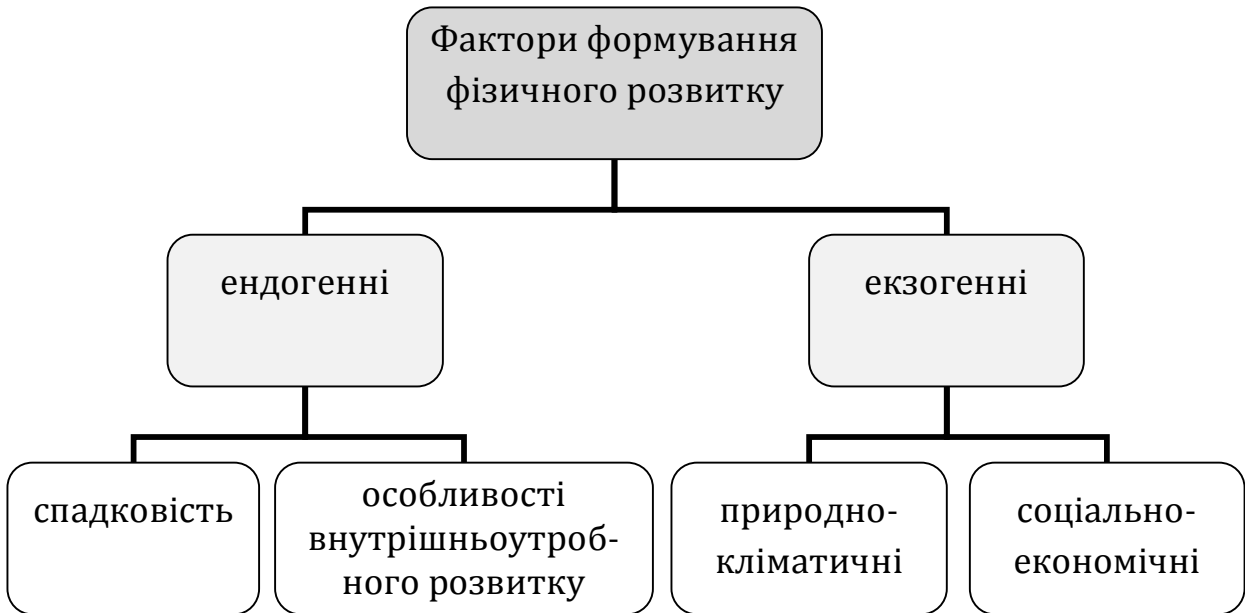 Фактори формування
фізичного розвитку
ендогенні
екзогенні
спадковість
особливості
внутрішньоутроб-
ного розвитку
природно-
кліматичні
соціально-
економічні